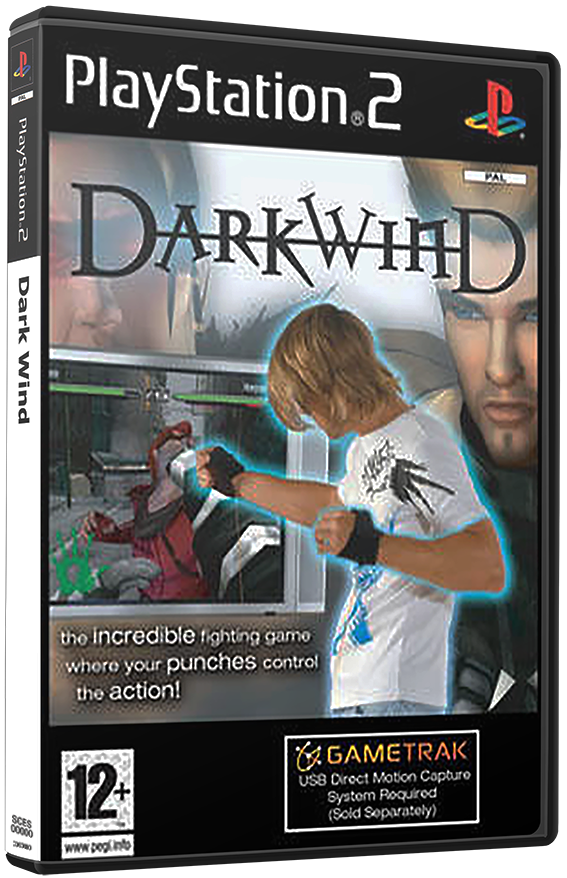 PlayStation®2
PAL
DARKWIND
the incredible fighting game
where your punches control
the action!
12+
www.pegi.info
GAMETRAK
USB Direct Motion Capture
System Required
(Sold Separately)
PAL
PlayStation®2
Dark Wind
SCES
00000